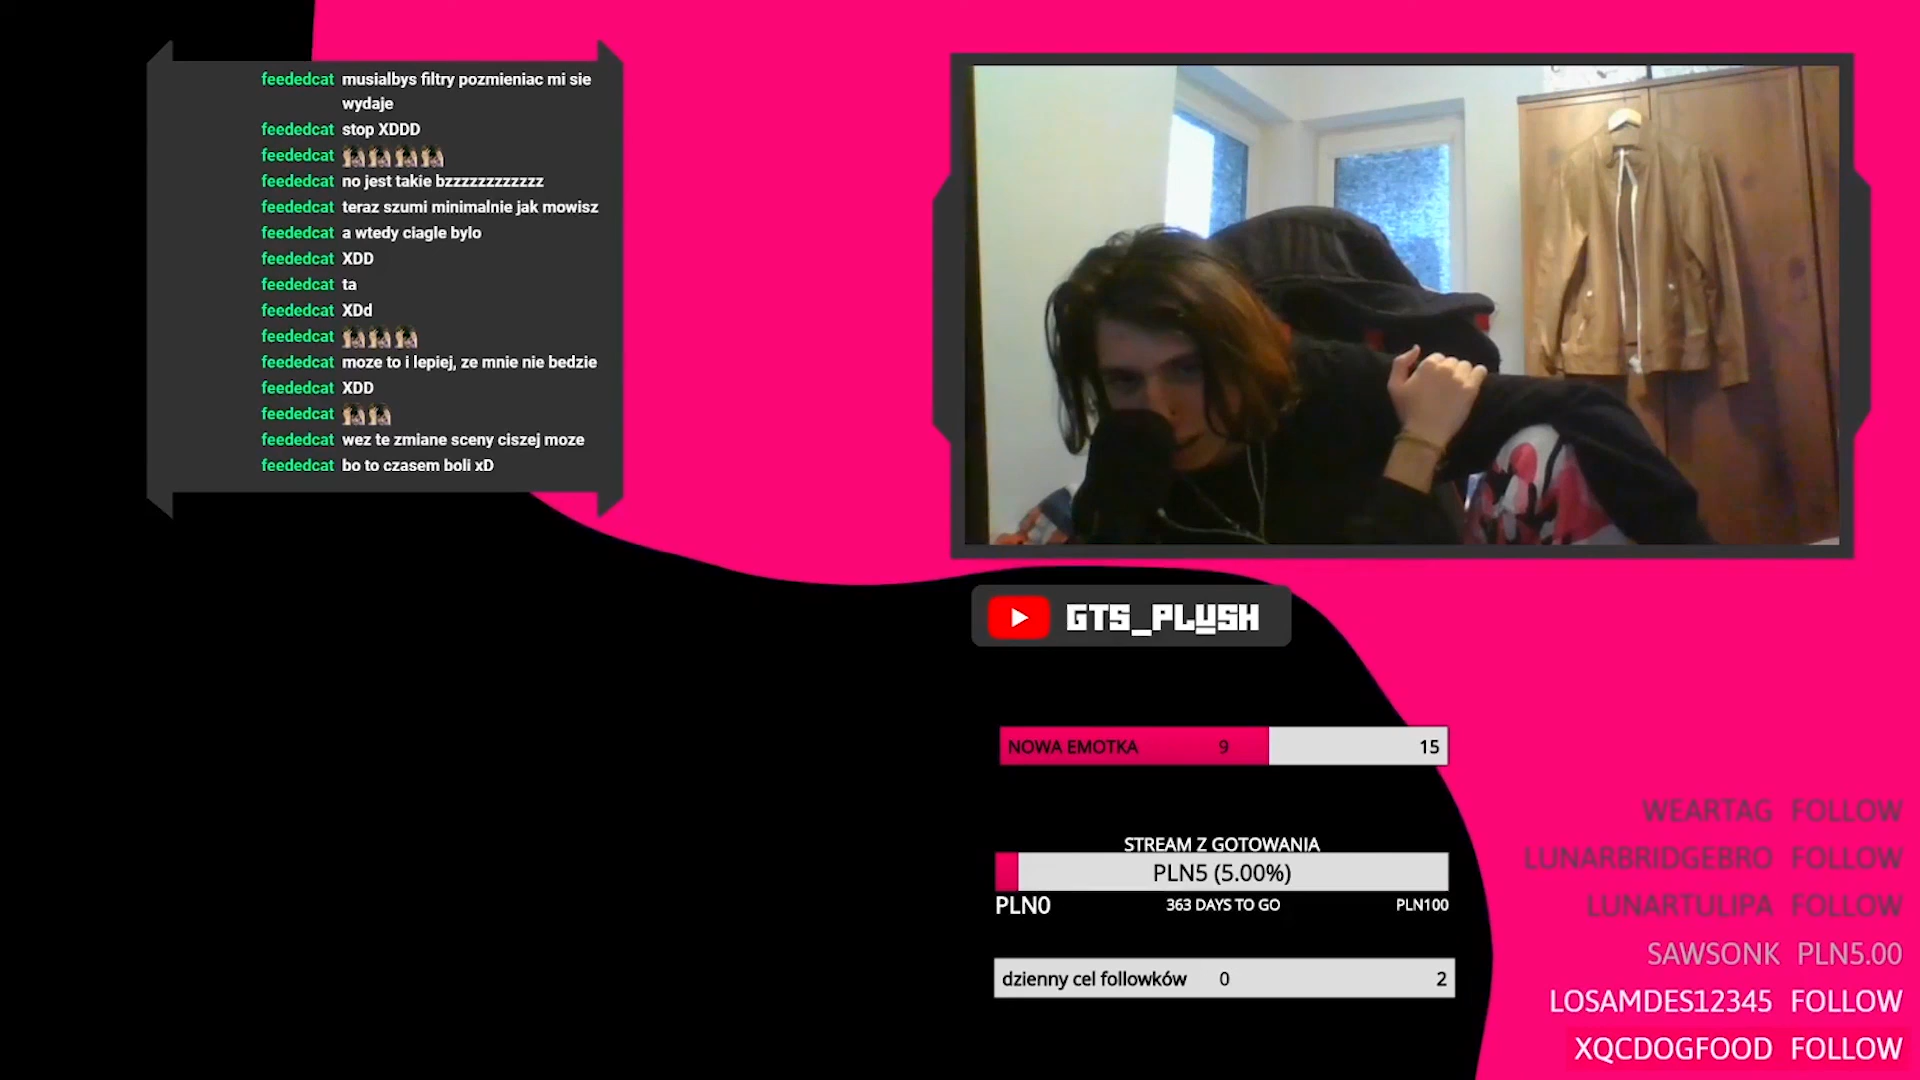 feededcat musialbys filtry pozmieniac mi sie
wydaje
feededcat stop XDDD
feededcat
feededcat no jest takie bzzzzzzzzzzzz
feededcat teraz szumi minimalnie jak mowisz
feededcat a wtedy ciagle bylo
feededcat XDD
feededcat ta
feededcat XDd
feededcat
feededcat moze to i lepiej, ze mnie nie bedzie
feededcat XDD
feededcat
feededcat wez te zmiane sceny ciszej moze
feededcat bo to czasem boli xD
GTS_PLUSH
NOWA EMOTKA 9 15
STREAM Z GOTOWANIA
PLN5 (5.00%)
PLN0 363 DAYS TO GO PLN100
dzienny cel followków 0 2
WEARTAG FOLLOW
LUNARBRIDGEBRO FOLLOW
LUNARTULIPA FOLLOW
SAWSONK PLN5.00
LOSAMDES12345 FOLLOW
XQCDOGFOOD FOLLOW